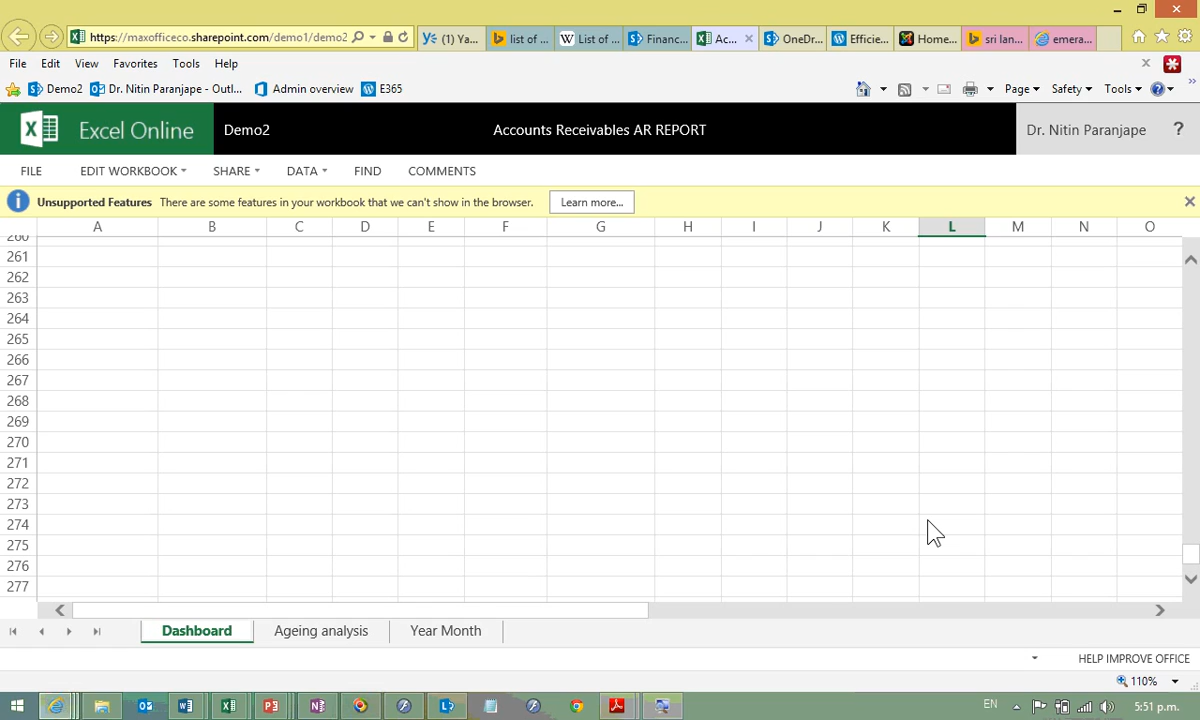 https://maxofficeco.sharepoint.com/demo1/demo2
(1) Ya...
list of ...
List of ...
Financ...
Ac...
OneDr...
Efficie...
Home...
sri lan...
emera...
File Edit View Favorites Tools Help
Demo2 Dr. Nitin Paranjape - Outl... Admin overview E365
Page Safety Tools
Excel Online Demo2 Accounts Receivables AR REPORT Dr. Nitin Paranjape ?
FILE EDIT WORKBOOK SHARE DATA FIND COMMENTS
Unsupported Features There are some features in your workbook that we can't show in the browser. Learn more...
A B C D E F G H I J K L M N O
260
261
262
263
264
265
266
267
268
269
270
271
272
273
274
275
276
277
Dashboard Ageing analysis Year Month
HELP IMPROVE OFFICE
110%
EN 5:51 p.m.